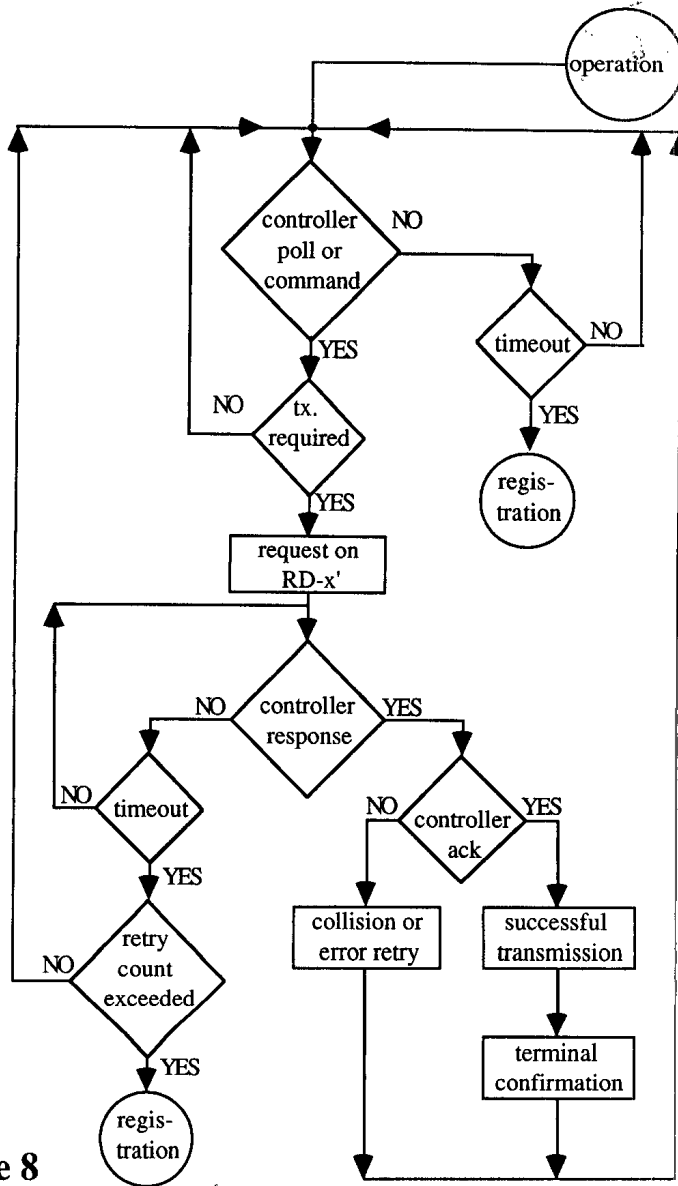 operation
controller
poll or
command
NO
YES
timeout
NO
YES
regis-
tration
NO
tx.
required
YES
request on
RD-x'
NO
controller
response
YES
NO
timeout
YES
NO
controller
ack
YES
collision or
error retry
successful
transmission
NO
retry
count
exceeded
YES
terminal
confirmation
regis-
tration
e 8